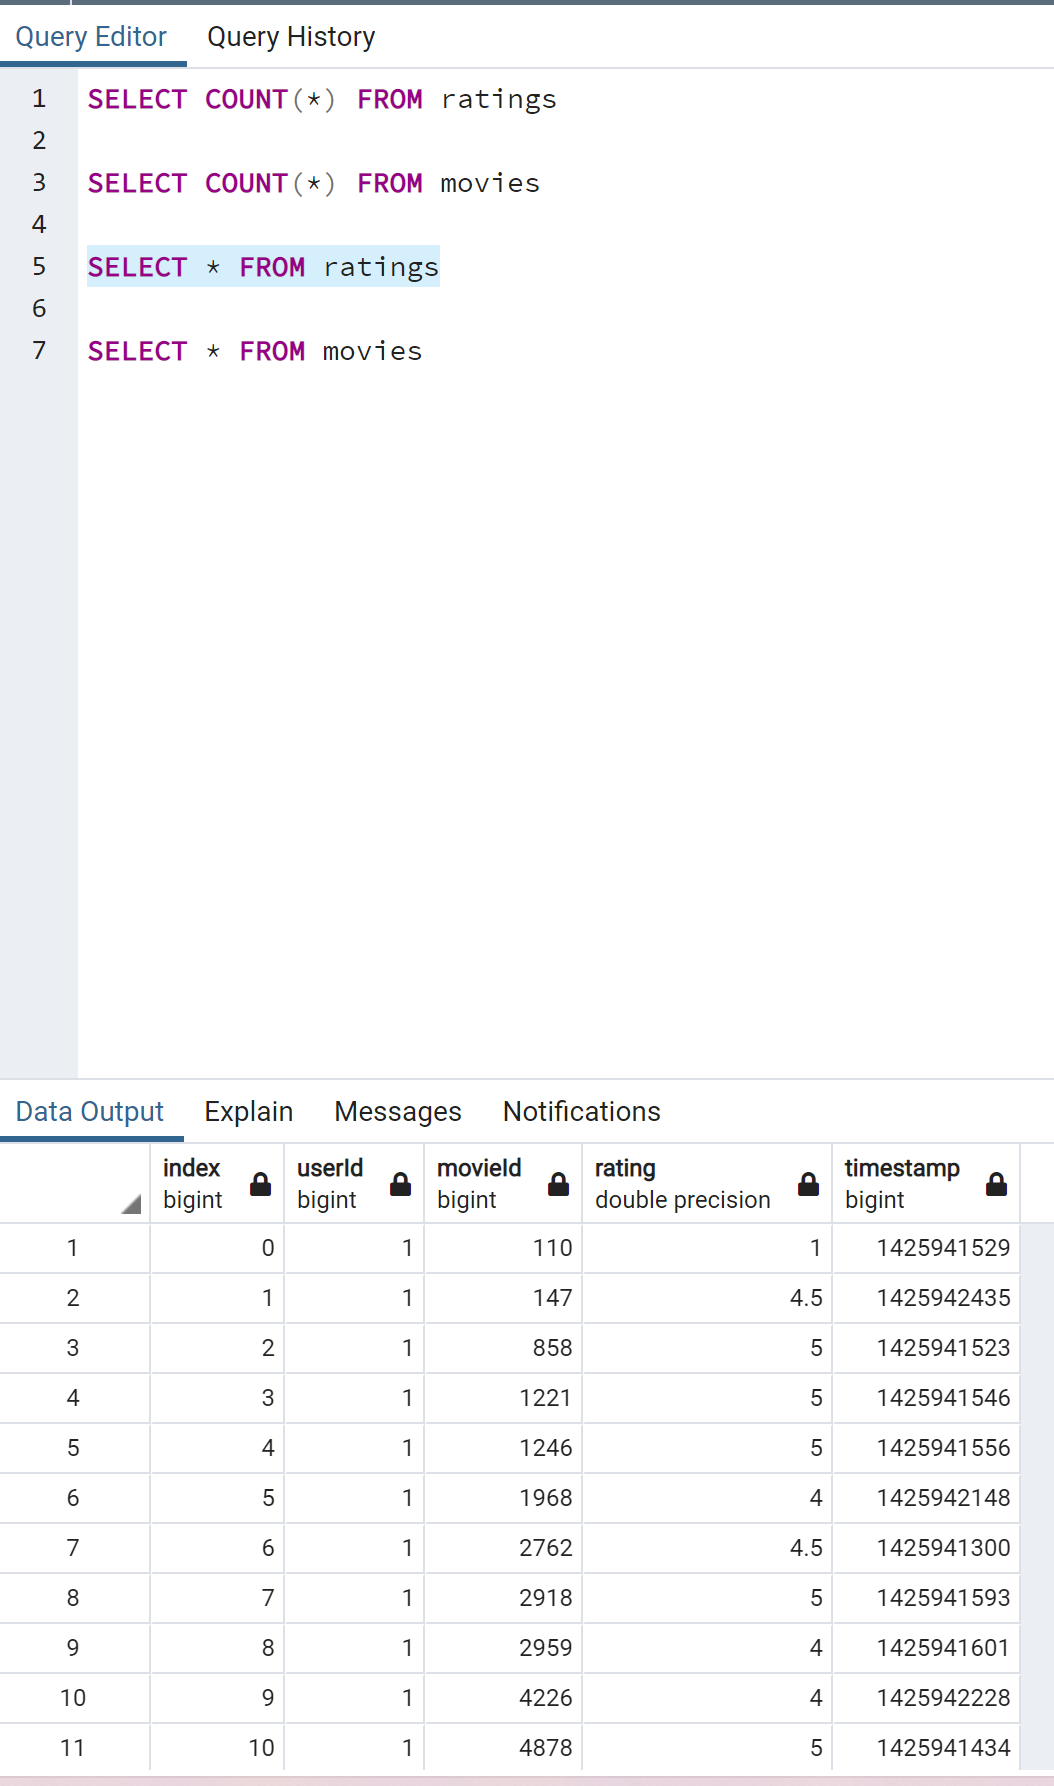 Query Editor Query History
1 SELECT COUNT(*) FROM ratings
2
3 SELECT COUNT(*) FROM movies
4
5 SELECT * FROM ratings
6
7 SELECT * FROM movies
Data Output Explain Messages Notifications
index userId movieId rating timestamp
bigint bigint bigint double precision bigint
1 0 1 110 1 1425941529
2 1 1 147 4.5 1425942435
3 2 1 858 5 1425941523
4 3 1 1221 5 1425941546
5 4 1 1246 5 1425941556
6 5 1 1968 4 1425942148
7 6 1 2762 4.5 1425941300
8 7 1 2918 5 1425941593
9 8 1 2959 4 1425941601
10 9 1 4226 4 1425942228
11 10 1 4878 5 1425941434